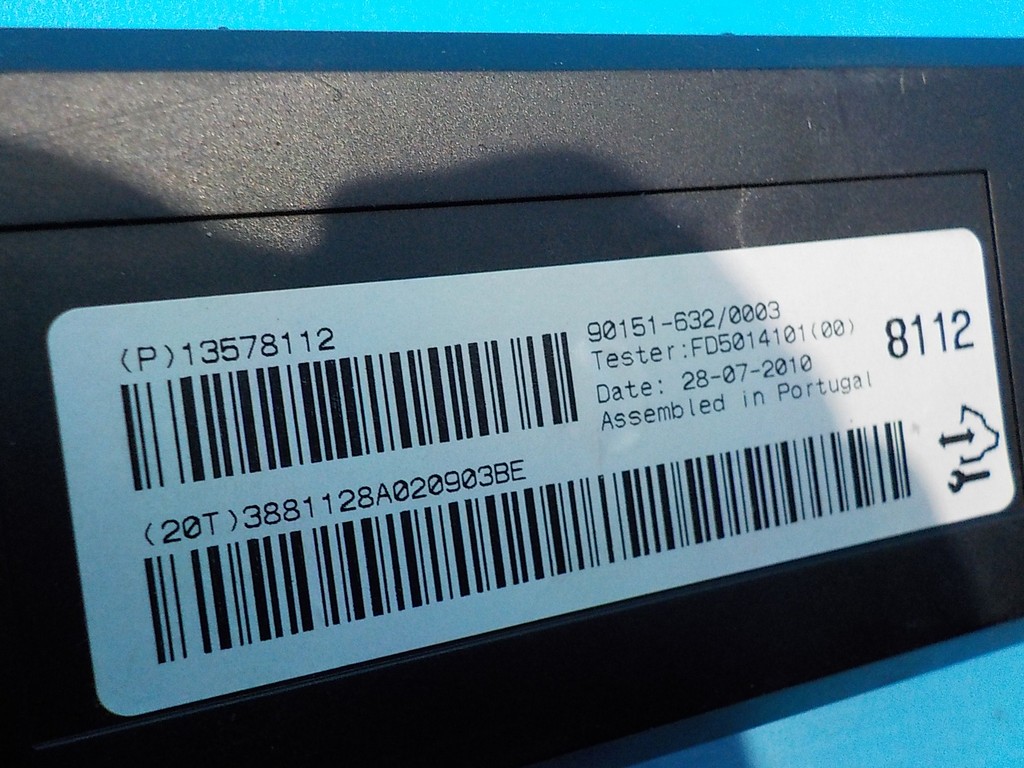 (P)13578112
90151-632/0003
Tester:FD5014101(00)
Date: 28-07-2010
Assembled in Portugal
8112
(20T)3881128A020903BE